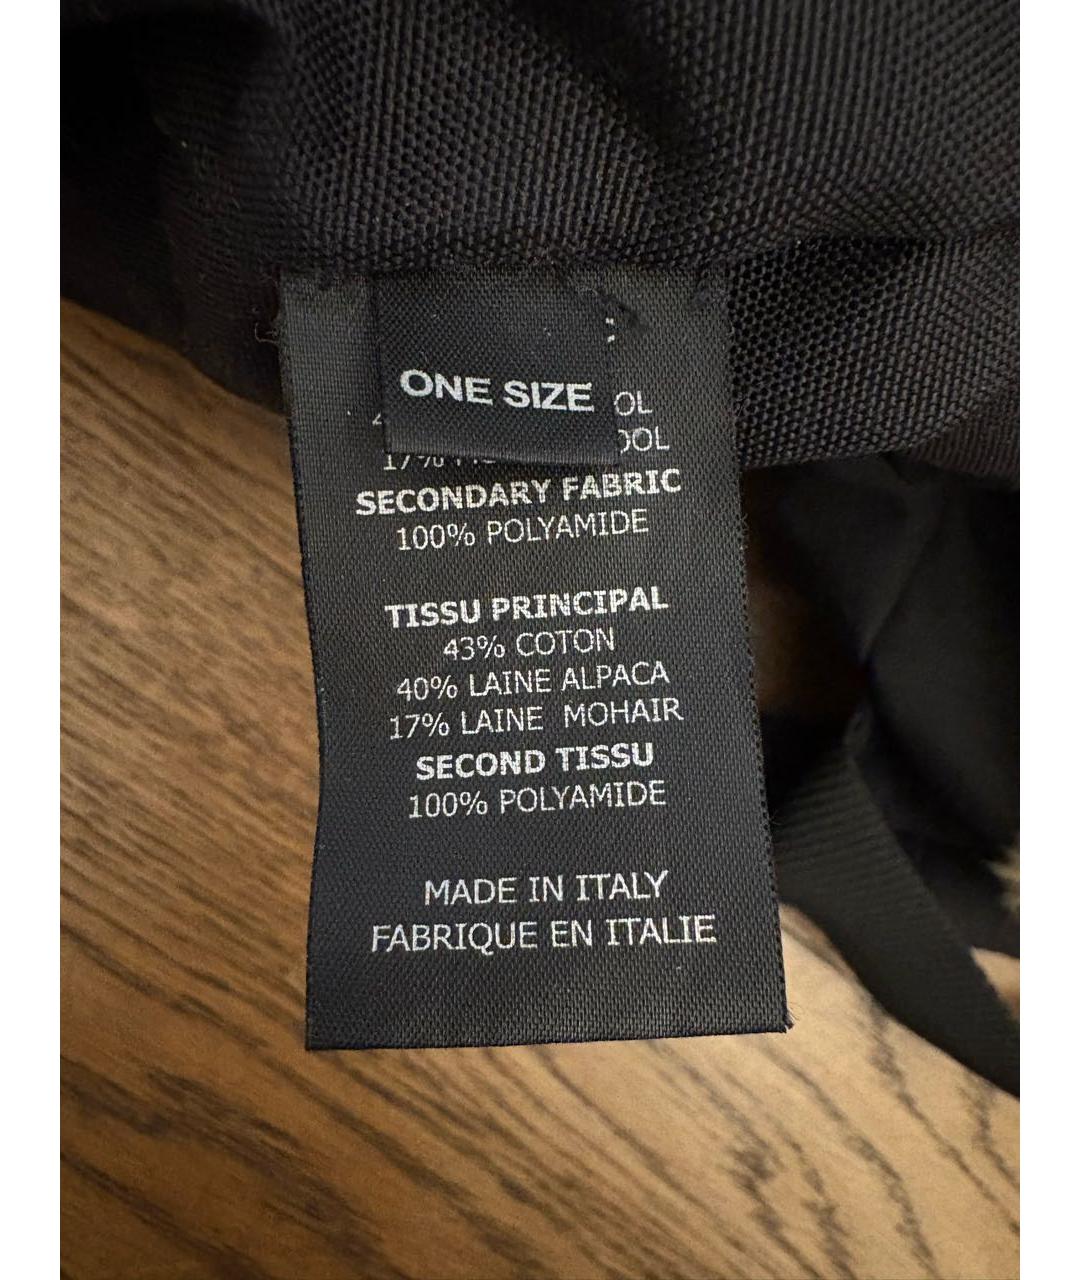 ONE SIZE
17%
SECONDARY FABRIC
100% POLYAMIDE
TISSU PRINCIPAL
43% COTON
40% LAINE ALPACA
17% LAINE MOHAIR
SECOND TISSU
100% POLYAMIDE
MADE IN ITALY
FABRIQUE EN ITALIE